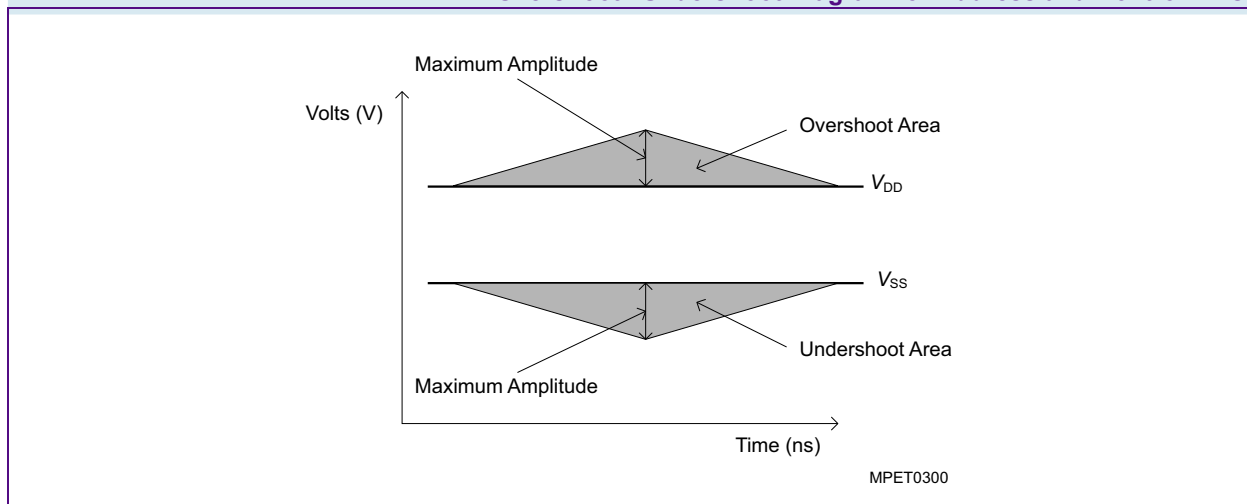 Maximum Amplitude
Volts (V)
Overshoot Area
VDD
VSS
Undershoot Area
Maximum Amplitude
Time (ns)
MPET0300